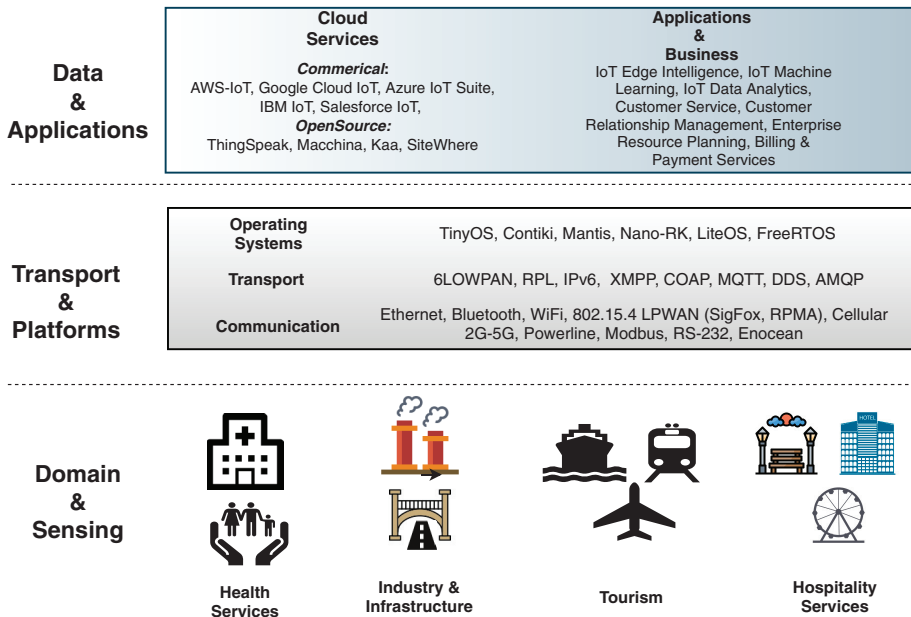 Data
&
Applications
Cloud
Services
Commerical:
AWS-IoT, Google Cloud IoT, Azure IoT Suite,
IBM IoT, Salesforce IoT,
OpenSource:
ThingSpeak, Macchina, Kaa, SiteWhere
Applications
&
Business
IoT Edge Intelligence, IoT Machine
Learning, IoT Data Analytics,
Customer Service, Customer
Relationship Management, Enterprise
Resource Planning, Billing &
Payment Services
Transport
&
Platforms
Operating
Systems
TinyOS, Contiki, Mantis, Nano-RK, LiteOS, FreeRTOS
Transport
6LOWPAN, RPL, IPv6, XMPP, COAP, MQTT, DDS, AMQP
Communication
Ethernet, Bluetooth, WiFi, 802.15.4 LPWAN (SigFox, RPMA), Cellular
2G-5G, Powerline, Modbus, RS-232, Enocean
Domain
&
Sensing
HOTEL
Health
Services
Industry &
Infrastructure
Tourism
Hospitality
Services